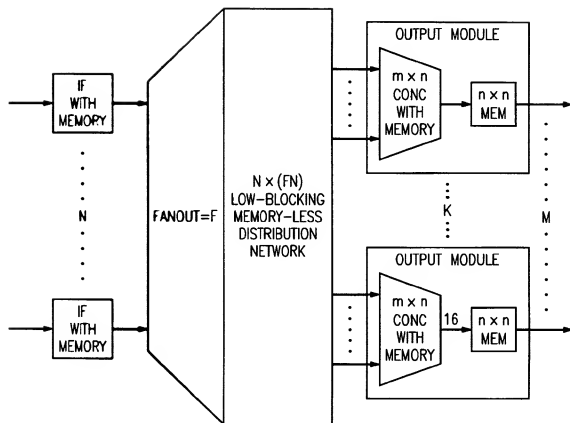 IF
WITH
MEMORY
N
IF
WITH
MEMORY
FANOUT=F
N×(FN)
LOW-BLOCKING
MEMORY-LESS
DISTRIBUTION
NETWORK
OUTPUT MODULE
m×n
CONC
WITH
MEMORY
n×n
MEM
K
M
OUTPUT MODULE
m×n
CONC
WITH
MEMORY
16
n×n
MEM